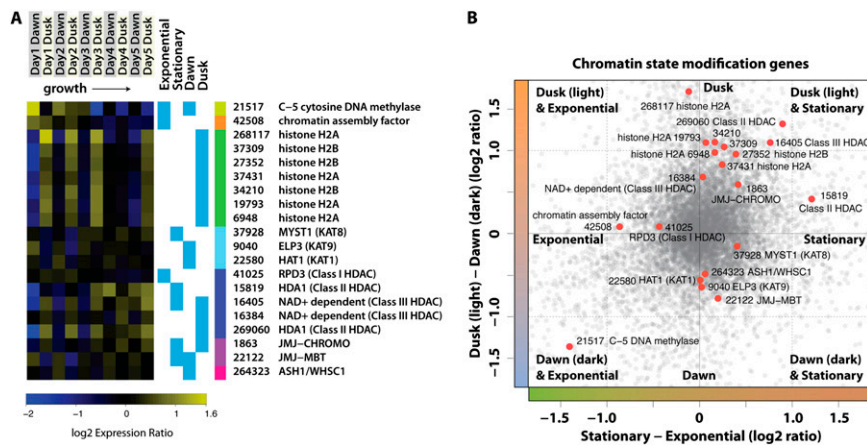 A
Day1 Dawn
Day1 Dusk
Day2 Dawn
Day2 Dusk
Day3 Dawn
Day3 Dusk
Day4 Dawn
Day4 Dusk
Day5 Dawn
Day5 Dusk
growth
Exponential
Stationary
Dawn
Dusk
21517 C-5 cytosine DNA methylase
42508 chromatin assembly factor
268117 histone H2A
37309 histone H2B
27352 histone H2B
37431 histone H2A
34210 histone H2B
19793 histone H2A
6948 histone H2A
37928 MYST1 (KAT8)
9040 ELP3 (KAT9)
22580 HAT1 (KAT1)
41025 RPD3 (Class I HDAC)
15819 HDA1 (Class II HDAC)
16405 NAD+ dependent (Class III HDAC)
16384 NAD+ dependent (Class III HDAC)
269060 HDA1 (Class II HDAC)
1863 JMJ-CHROMO
22122 JMJ-MBT
264323 ASH1/WHSC1
-2 -1 0 1 1.6
log2 Expression Ratio
B
Chromatin state modification genes
Dusk (light)
& Exponential
Dusk
Dusk (light)
& Stationary
268117 histone H2A
269060 Class II HDAC
histone H2A 19793
34210
37309
16405 Class III HDAC
histone H2A 6948
27352 histone H2B
37431 histone H2A
16384
NAD+ dependent (Class III HDAC)
1863
JMJ-CHROMO
15819
Class II HDAC
chromatin assembly factor
42508
41025
RPD3 (Class I HDAC)
Exponential
Stationary
37928 MYST1 (KAT8)
264323 ASH1/WHSC1
22580 HAT1 (KAT1)
9040 ELP3 (KAT9)
22122 JMJ-MBT
21517 C-5 DNA methylase
Dawn (dark)
& Exponential
Dawn
Dawn (dark)
& Stationary
Dusk (light) – Dawn (dark) (log2 ratio)
1.5
1.0
0.5
0
-0.5
-1.0
-1.5
-1.5 -1.0 -0.5 0 0.5 1.0 1.5
Stationary – Exponential (log2 ratio)